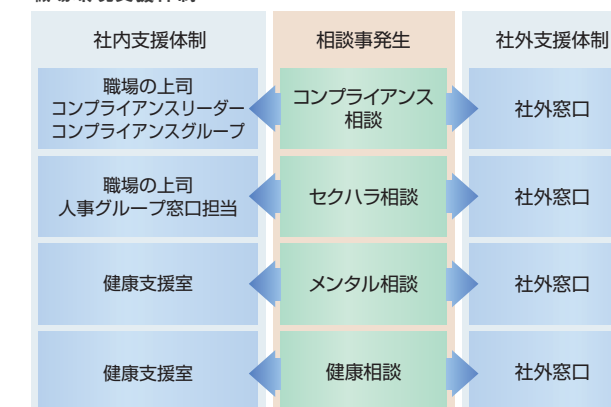 社内支援体制
相談事発生
社外支援体制
職場の上司
コンプライアンスリーダー
コンプライアンスグループ
コンプライアンス
相談
社外窓口
職場の上司
人事グループ窓口担当
セクハラ相談
社外窓口
健康支援室
メンタル相談
社外窓口
健康支援室
健康相談
社外窓口